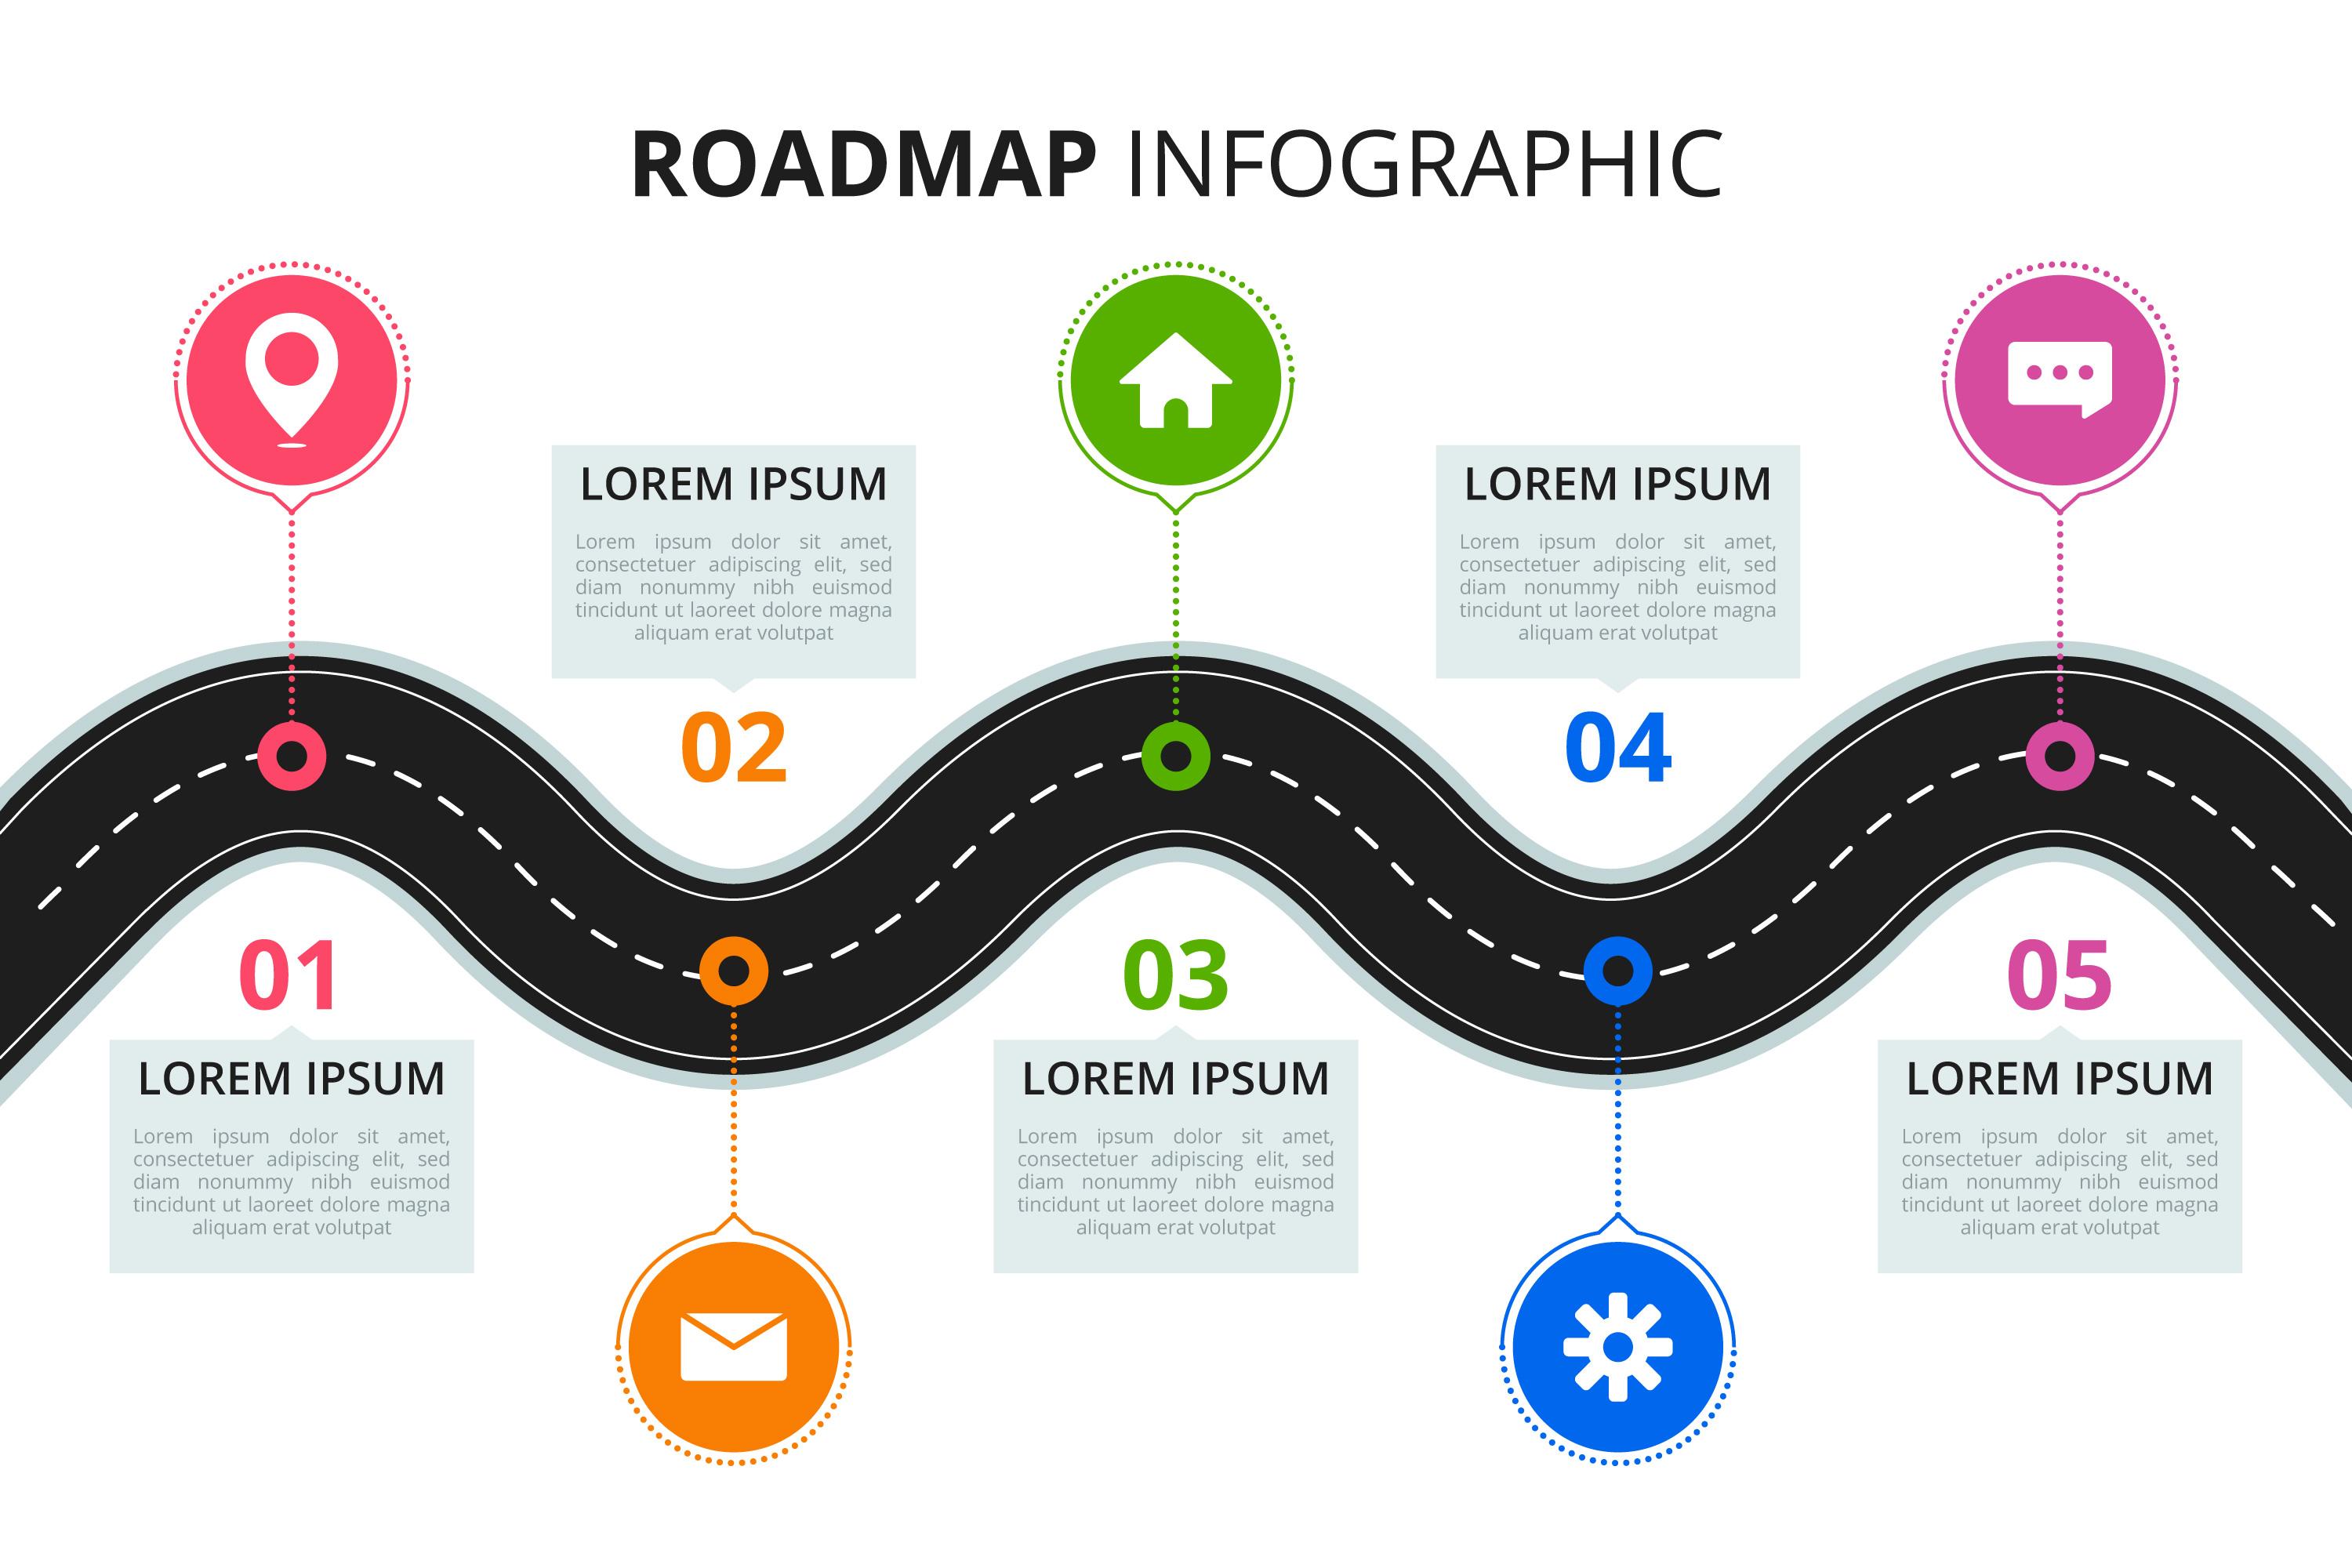 ROADMAP INFOGRAPHIC
01
LOREM IPSUM
Lorem ipsum dolor sit amet,
consectetuer adipiscing elit, sed
diam nonummy nibh euismod
tincidunt ut laoreet dolore magna
aliquam erat volutpat
LOREM IPSUM
Lorem ipsum dolor sit amet,
consectetuer adipiscing elit, sed
diam nonummy nibh euismod
tincidunt ut laoreet dolore magna
aliquam erat volutpat
02
03
LOREM IPSUM
Lorem ipsum dolor sit amet,
consectetuer adipiscing elit, sed
diam nonummy nibh euismod
tincidunt ut laoreet dolore magna
aliquam erat volutpat
LOREM IPSUM
Lorem ipsum dolor sit amet,
consectetuer adipiscing elit, sed
diam nonummy nibh euismod
tincidunt ut laoreet dolore magna
aliquam erat volutpat
04
05
LOREM IPSUM
Lorem ipsum dolor sit amet,
consectetuer adipiscing elit, sed
diam nonummy nibh euismod
tincidunt ut laoreet dolore magna
aliquam erat volutpat